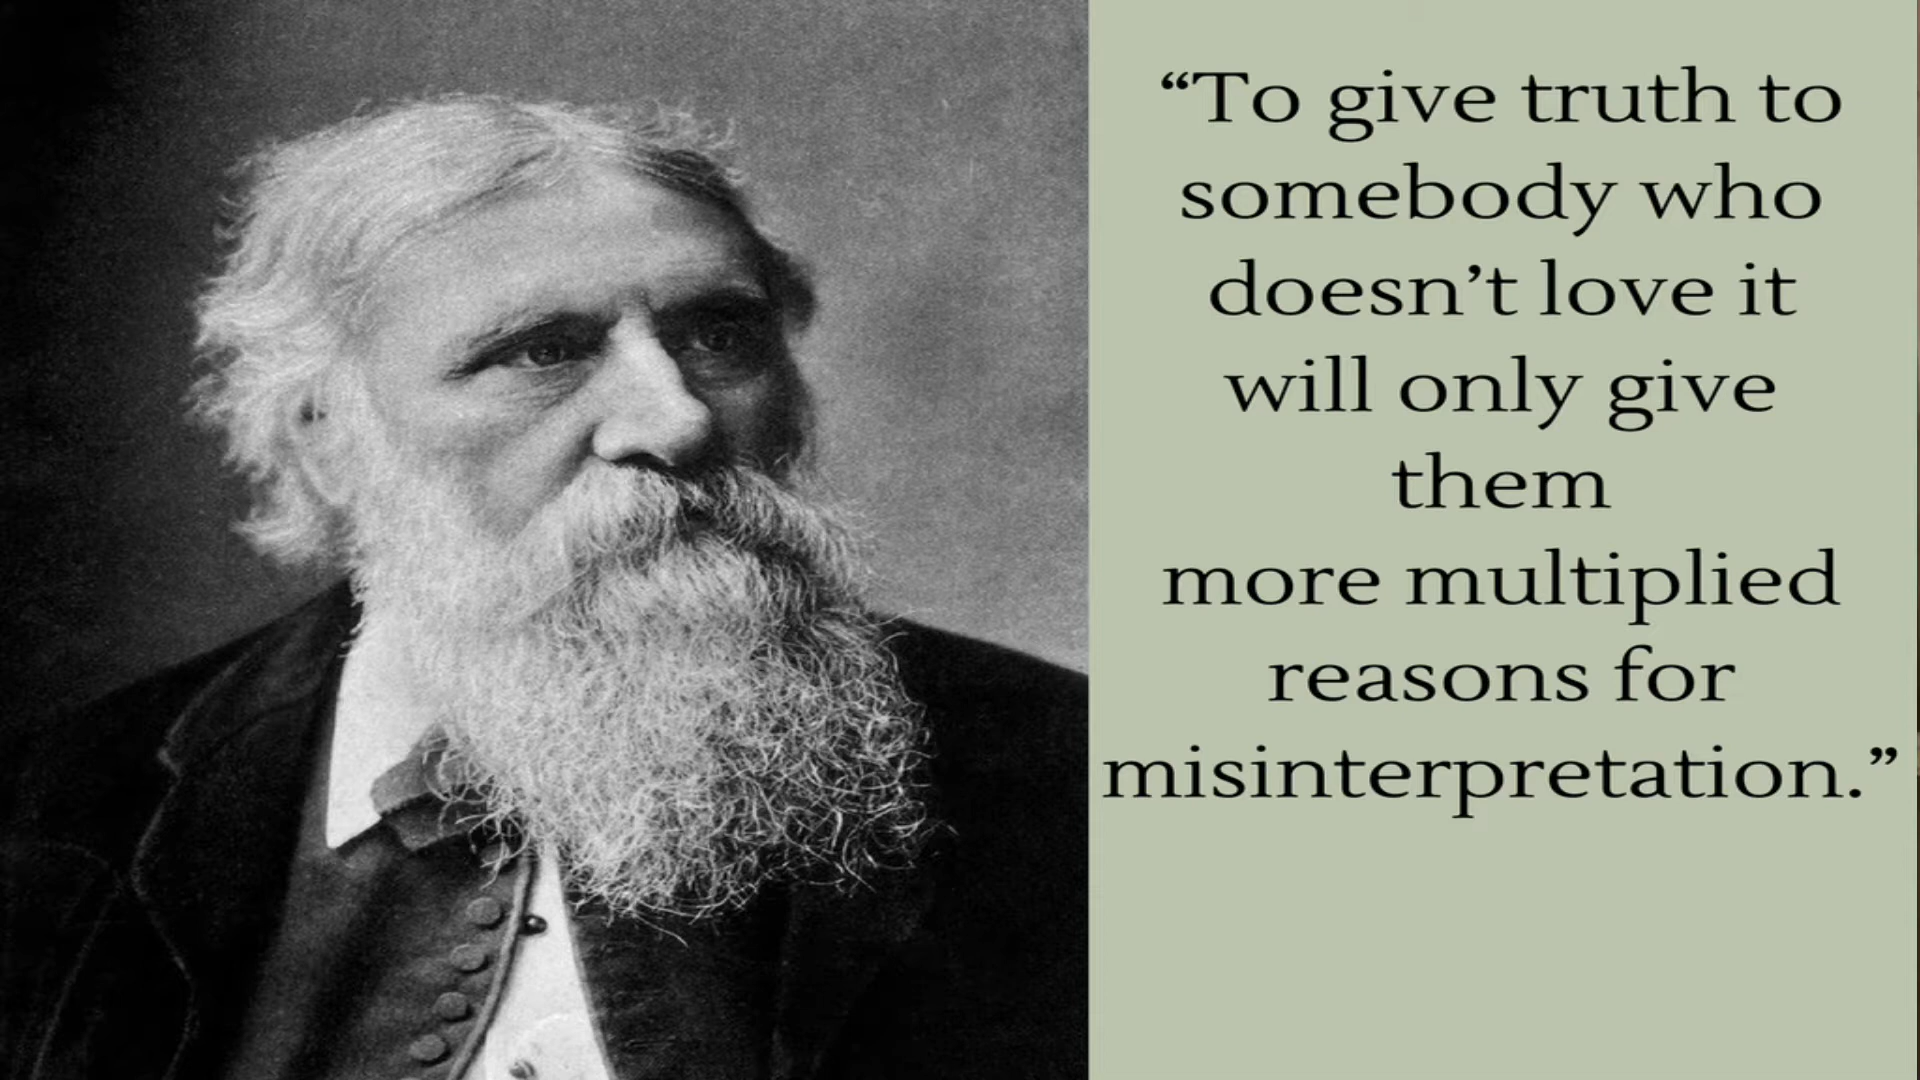 “To give truth to
somebody who
doesn’t love it
will only give
them
more multiplied
reasons for
misinterpretation.”